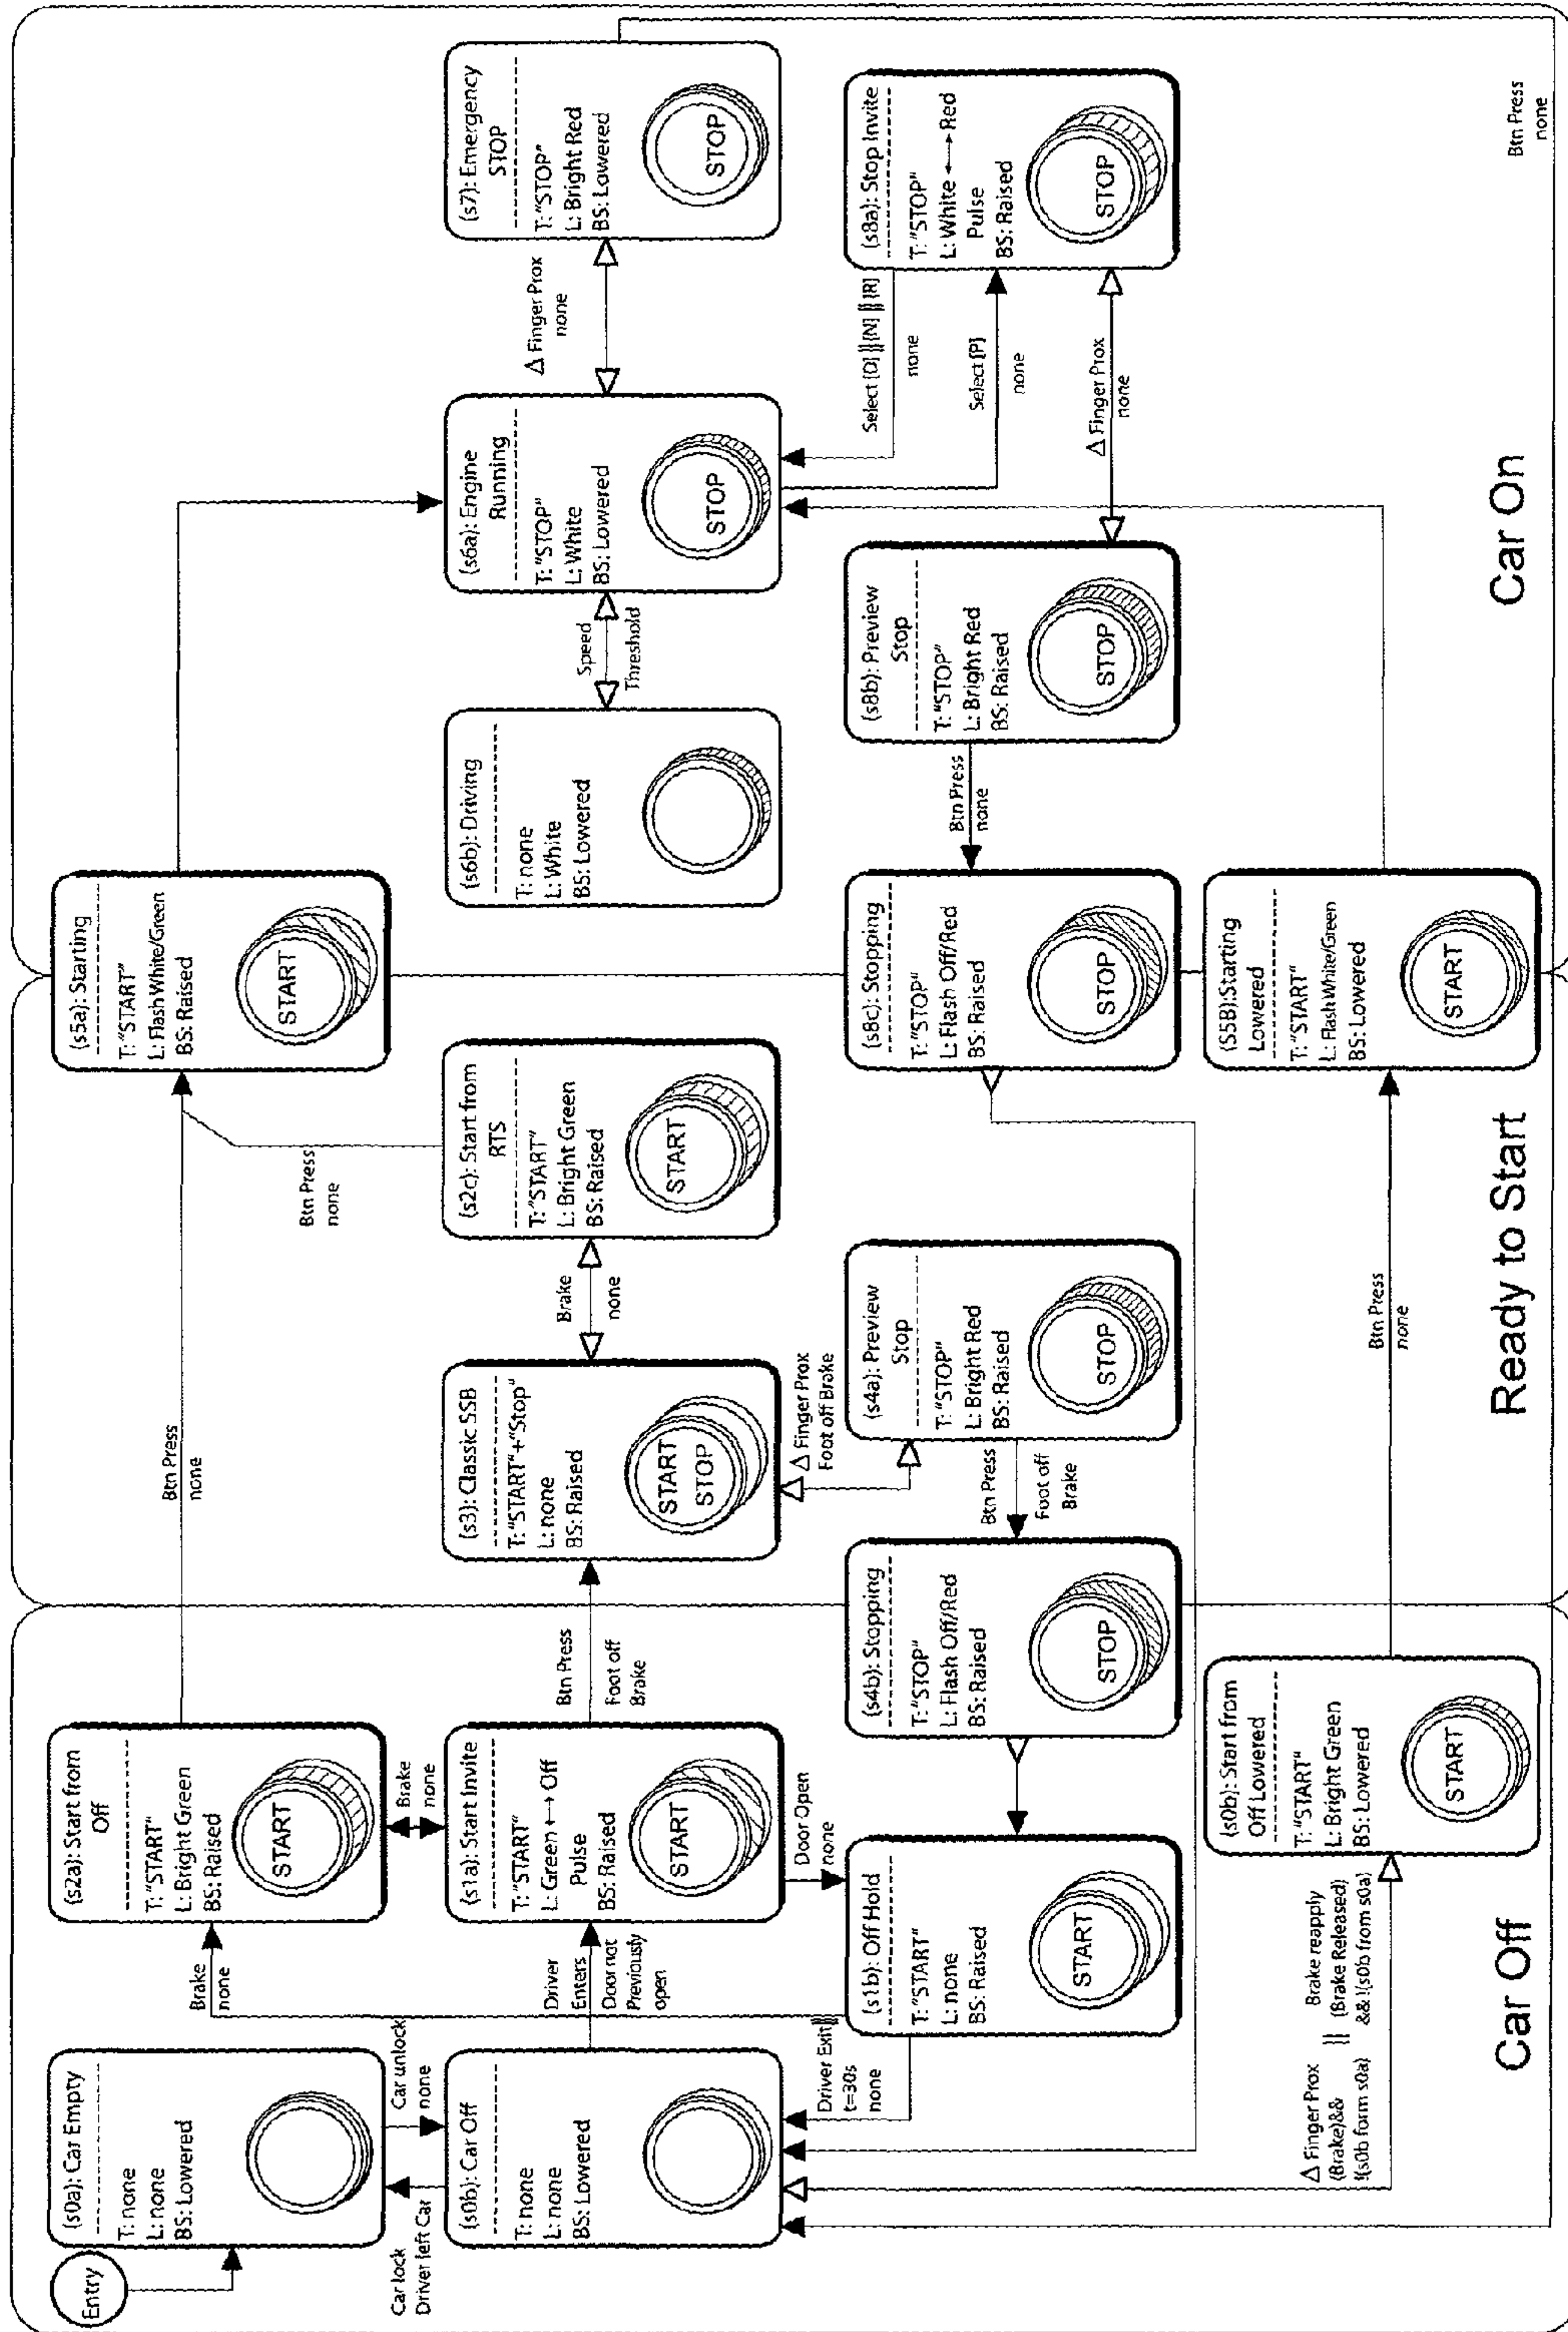 Entry
(s0a): Car Empty
T: none
L: none
BS: Lowered
Car lock
Driver left Car
Car unlock
none
(s0b): Car Off
T: none
L: none
BS: Lowered
Brake
none
Driver
Enters
Door not
Previously
open
(s2a): Start from
Off
T: "START"
L: Bright Green
BS: Raised
START
Brake
none
(s1a): Start Invite
T: "START"
L: Green ↔ Off
Pulse
BS: Raised
START
Door Open
none
(s1b): Off Hold
T: "START"
L: none
BS: Raised
START
Driver Exit||
t=30s
none
Δ Finger Prox
(Brake)&&
!(s0b form s0a)
||
Brake reapply
(Brake Released)
&& !(s0b from s0a)
(s0b): Start from
Off Lowered
T: "START"
L: Bright Green
BS: Lowered
START
Car Off
Btn Press
none
Btn Press
Foot off
Brake
(s4b): Stopping
T: "STOP"
L: Flash Off/Red
BS: Raised
STOP
(s3): Classic SSB
T: "START"+"Stop"
L: none
BS: Raised
START
STOP
Δ Finger Prox
Foot off Brake
Btn Press
Foot off
Brake
(s4a): Preview
Stop
T: "STOP"
L: Bright Red
BS: Raised
STOP
Brake
none
(s2c): Start from
RTS
T: "START"
L: Bright Green
BS: Raised
START
Btn Press
none
Btn Press
none
Ready to Start
(s5a): Starting
T: "START"
L: Flash White/Green
BS: Raised
START
(s8c): Stopping
T: "STOP"
L: Flash Off/Red
BS: Raised
STOP
(S5B):Starting
Lowered
T: "START"
L: Flash White/Green
BS: Lowered
START
(s6b): Driving
T: none
L: White
BS: Lowered
Speed
Threshold
Btn Press
none
(s8b): Preview
Stop
T: "STOP"
L: Bright Red
BS: Raised
STOP
(s6a): Engine
Running
T: "STOP"
L: White
BS: Lowered
STOP
Δ Finger Prox
none
Select [D] ||[N] || [R]
none
Select [P]
none
Δ Finger Prox
none
(s7): Emergency
STOP
T: "STOP"
L: Bright Red
BS: Lowered
STOP
(s8a): Stop Invite
T: "STOP"
L: White ↔ Red
Pulse
BS: Raised
STOP
Btn Press
none
Car On